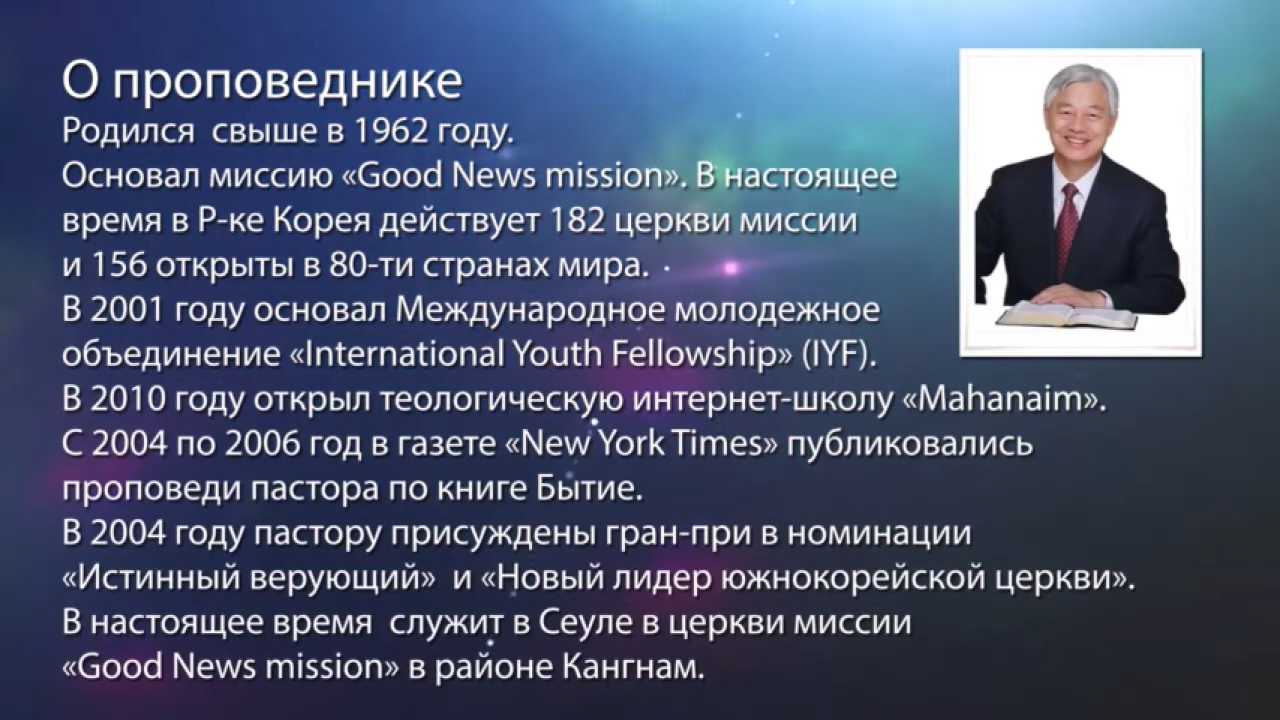 О проповеднике
Родился свыше в 1962 году.
Основал миссию «Good News mission». В настоящее
время в Р-ке Корея действует 182 церкви миссии
и 156 открыты в 80-ти странах мира.
В 2001 году основал Международное молодежное
объединение «International Youth Fellowship» (IYF).
В 2010 году открыл теологическую интернет-школу «Mahanaim».
С 2004 по 2006 год в газете «New York Times» публиковались
проповеди пастора по книге Бытие.
В 2004 году пастору присуждены гран-при в номинации
«Истинный верующий» и «Новый лидер южнокорейской церкви».
В настоящее время служит в Сеуле в церкви миссии
«Good News mission» в районе Кангнам.